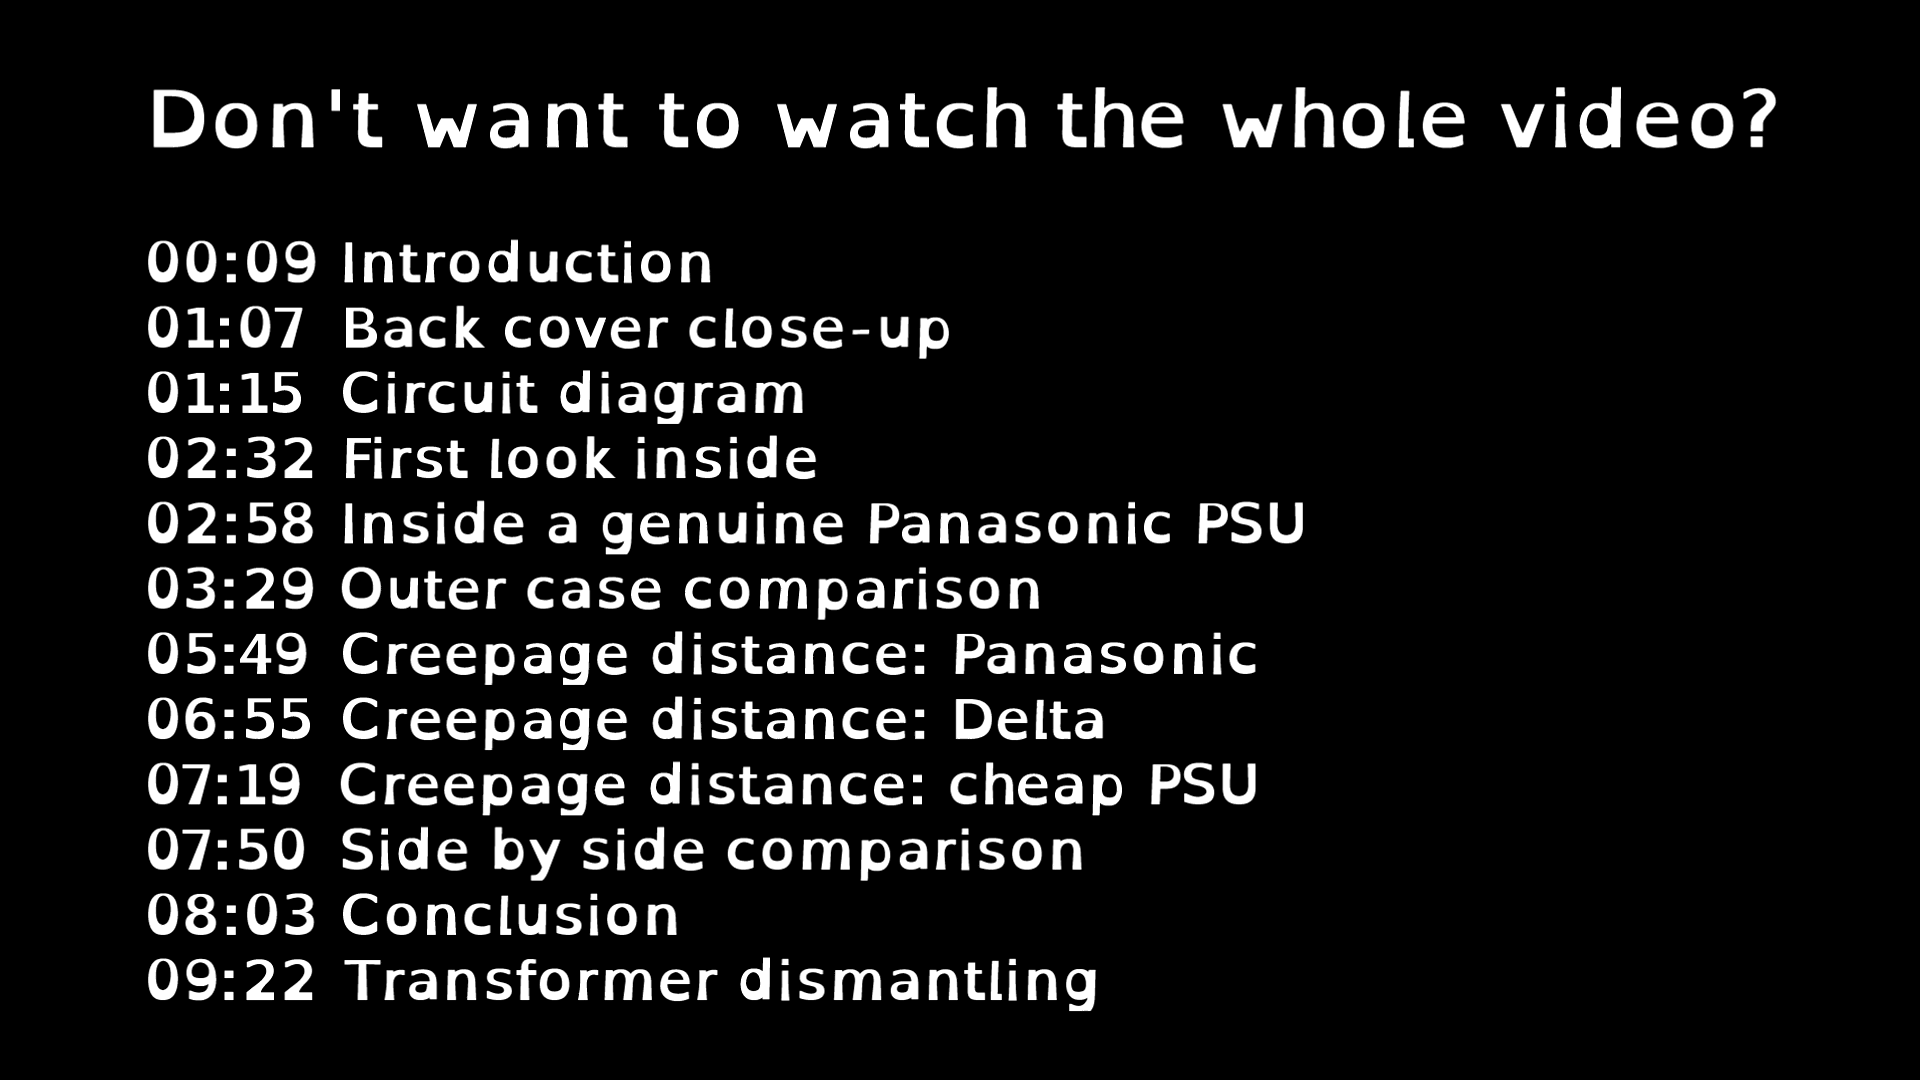 Don't want to watch the whole video?
00:09 Introduction
01:07 Back cover close-up
01:15 Circuit diagram
02:32 First look inside
02:58 Inside a genuine Panasonic PSU
03:29 Outer case comparison
05:49 Creepage distance: Panasonic
06:55 Creepage distance: Delta
07:19 Creepage distance: cheap PSU
07:50 Side by side comparison
08:03 Conclusion
09:22 Transformer dismantling